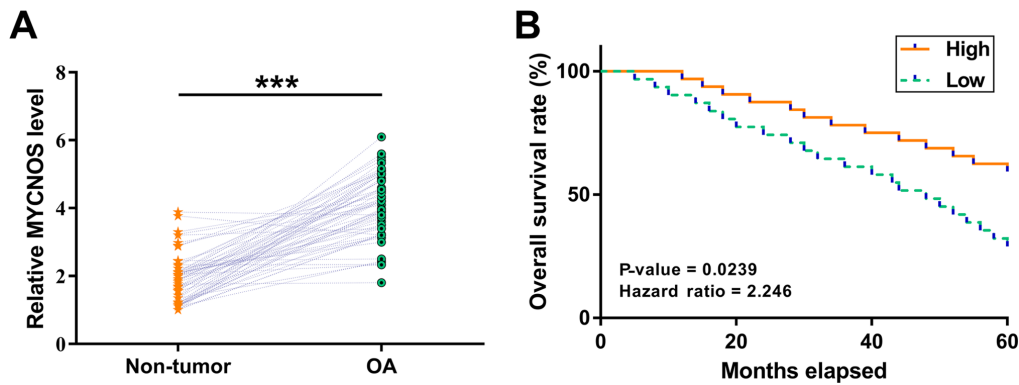 A
Relative MYCNOS level
8
6
4
2
0
***
Non-tumor
OA
B
Overall survival rate (%)
100
50
0
High
Low
P-value = 0.0239
Hazard ratio = 2.246
0
20
40
60
Months elapsed